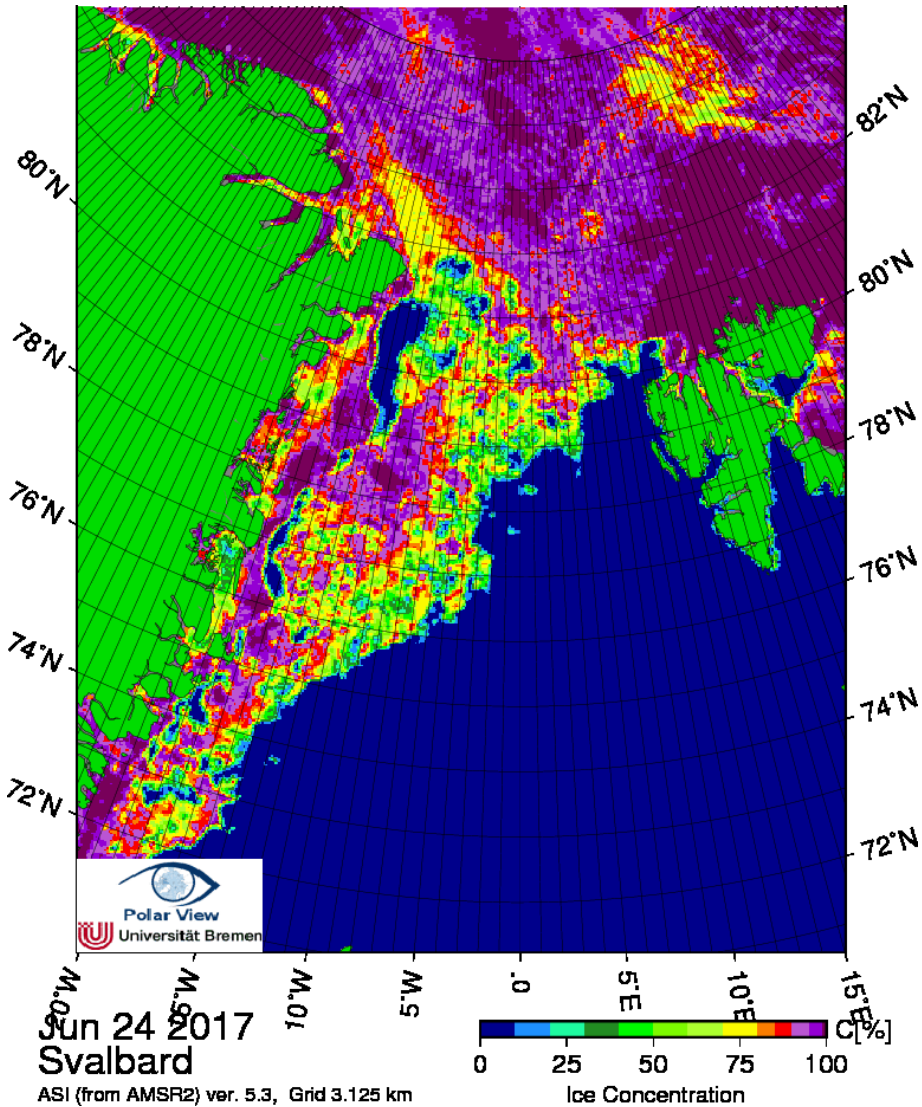 82°N
80°N
80°N
78°N
78°N
76°N
76°N
74°N
74°N
72°N
72°N
Polar View
Universität Bremen
20°W
15°W
10°W
5°W
0°
5°E
10°E
15°E
Jun 24 2017
Svalbard
ASI (from AMSR2) ver. 5.3, Grid 3.125 km
C[%]
0 25 50 75 100
Ice Concentration